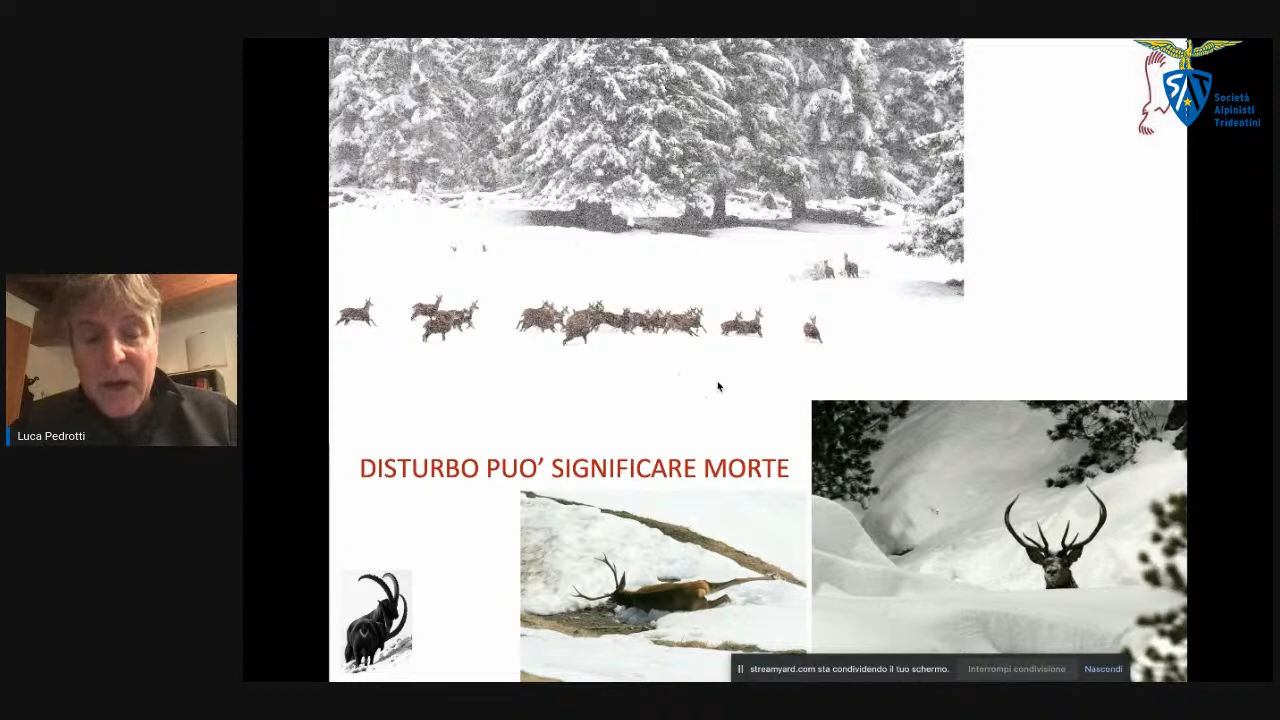 SAT
Società
Alpinisti
Tridentini
Luca Pedrotti
DISTURBO PUO’ SIGNIFICARE MORTE
streamyard.com sta condividendo il tuo schermo.
Interrompi condivisione
Nascondi